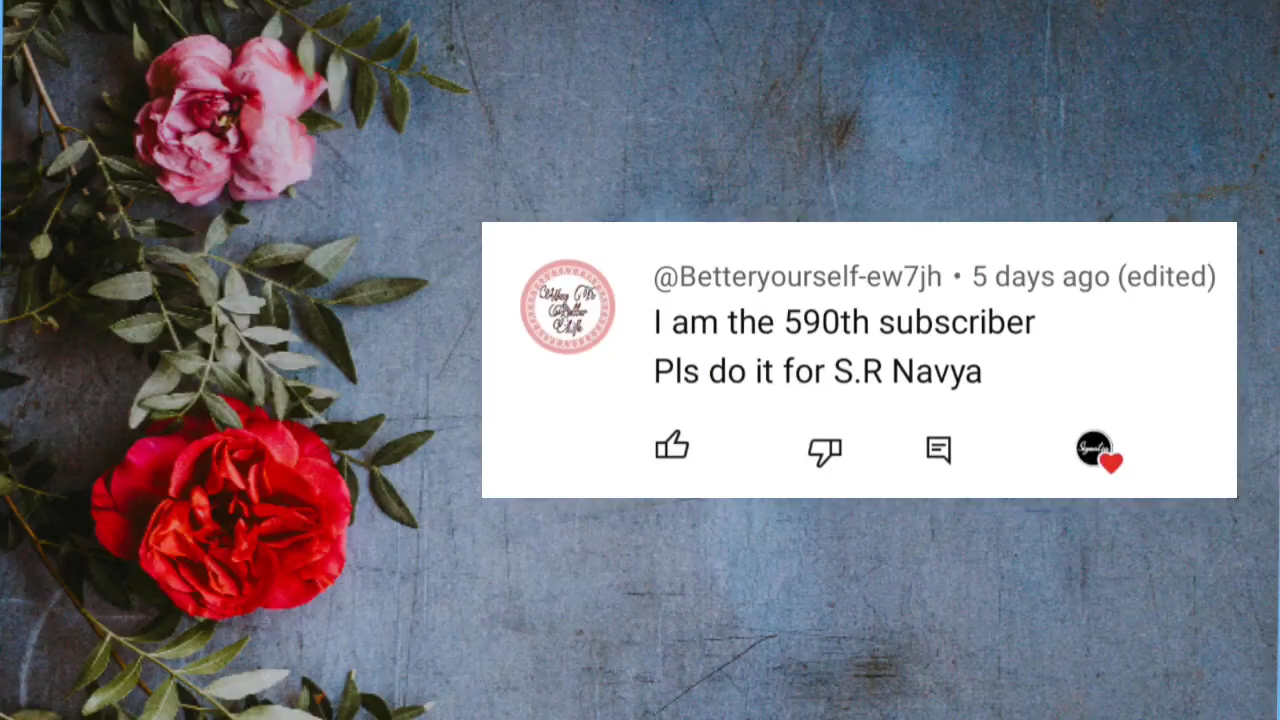 @Betteryourself-ew7jh • 5 days ago (edited)
I am the 590th subscriber
Pls do it for S.R Navya